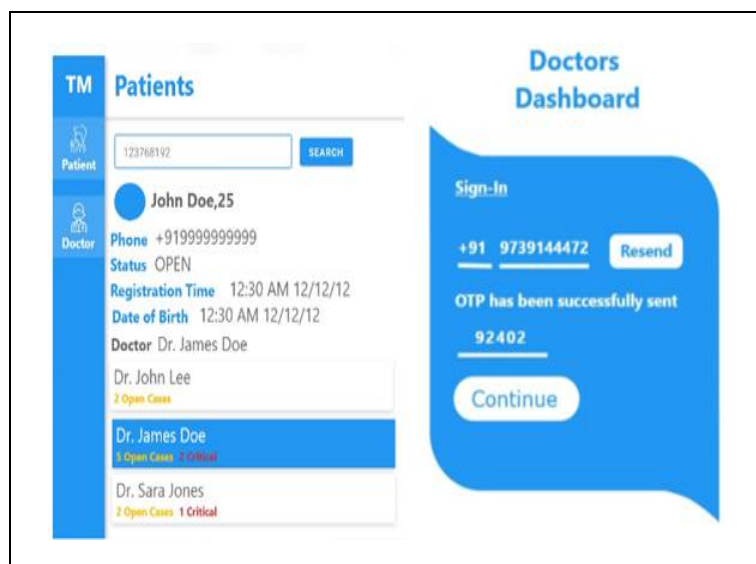 TM
Patient
Doctor
Patients
123768192
SEARCH
John Doe,25
Phone +919999999999
Status OPEN
Registration Time 12:30 AM 12/12/12
Date of Birth 12:30 AM 12/12/12
Doctor Dr. James Doe
Dr. John Lee
2 Open Cases
Dr. James Doe
5 Open Cases 2 Critical
Dr. Sara Jones
2 Open Cases 1 Critical
Doctors
Dashboard
Sign-In
+91 9739144472 Resend
OTP has been successfully sent
92402
Continue